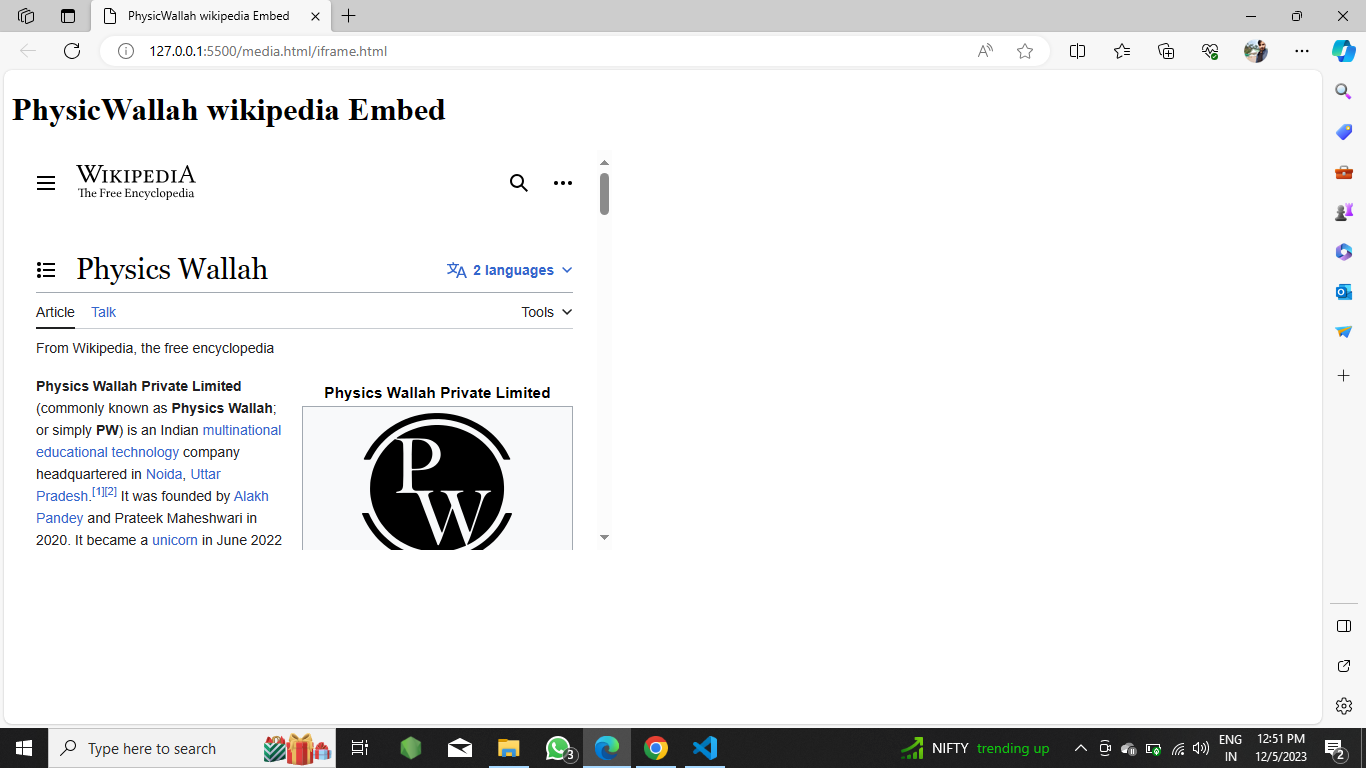 PhysicWallah wikipedia Embed
127.0.0.1:5500/media.html/iframe.html
PhysicWallah wikipedia Embed
WIKIPEDIA
The Free Encyclopedia
Physics Wallah
2 languages
Article Talk
Tools
From Wikipedia, the free encyclopedia
Physics Wallah Private Limited
(commonly known as Physics Wallah;
or simply PW) is an Indian multinational
educational technology company
headquartered in Noida, Uttar
Pradesh.[1][2] It was founded by Alakh
Pandey and Prateek Maheshwari in
2020. It became a unicorn in June 2022
Physics Wallah Private Limited
P
W
Type here to search
3
NIFTY trending up
ENG
IN
12:51 PM
12/5/2023
2